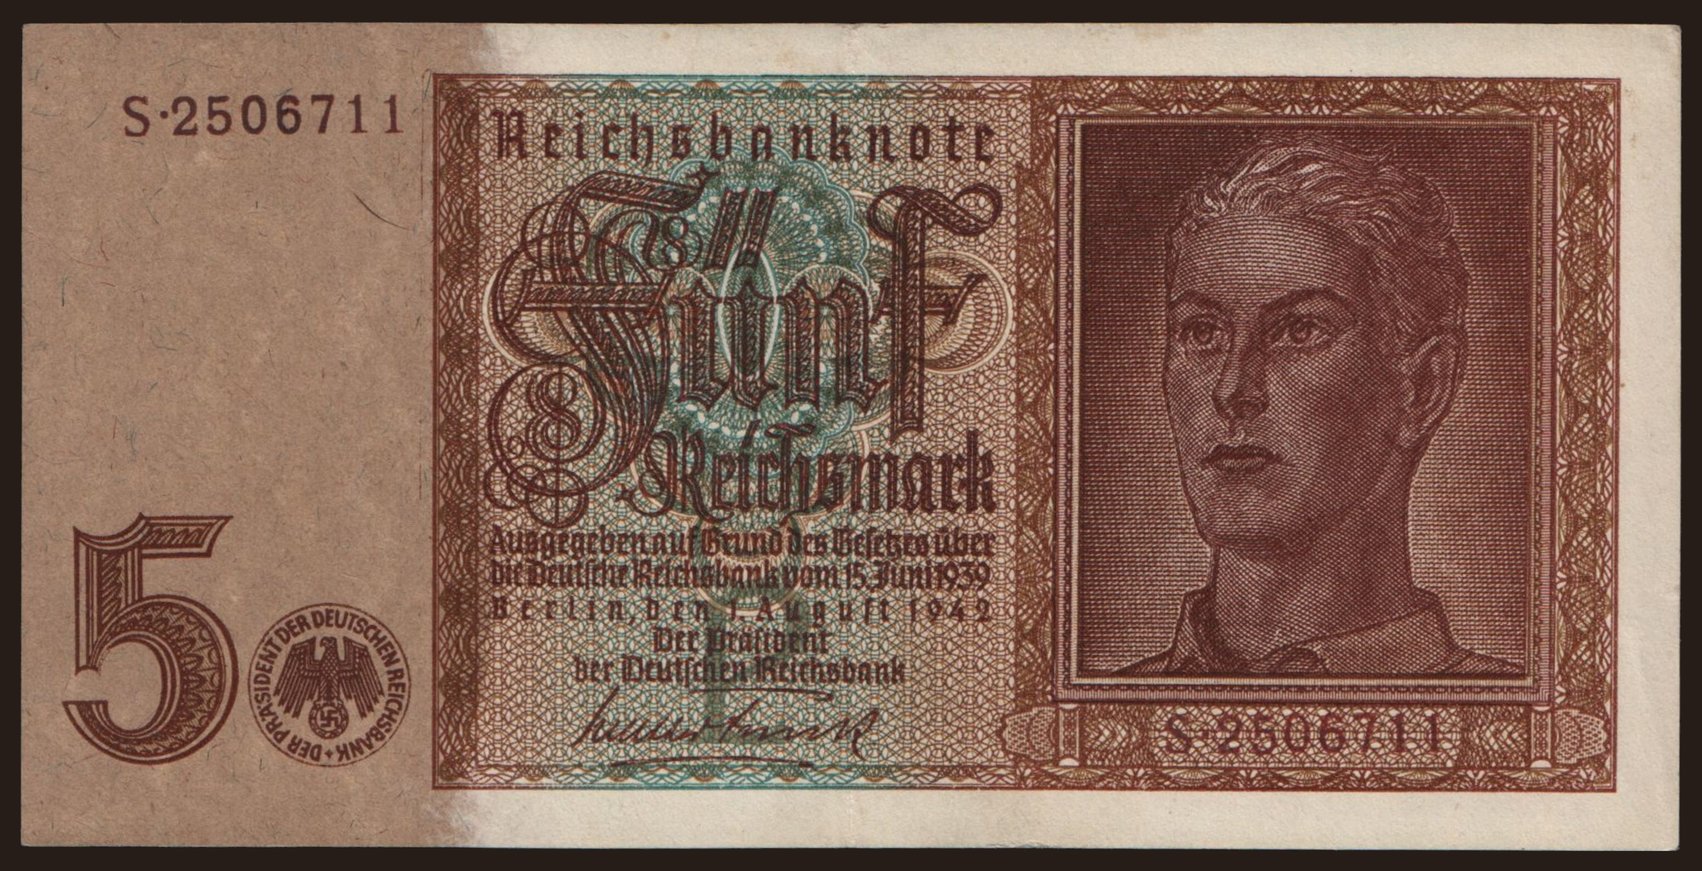 S·2506711
Reichsbanknote
Fünf
Reichsmark
Ausgegeben auf Grund des Gesetzes über
die Deutsche Reichsbank vom 15. Juni 1939
Berlin, den 1. August 1942
Der Präsident
der Deutschen Reichsbank
5
DER PRÆSIDENT DER DEUTSCHEN REICHSBANK
S·2506711